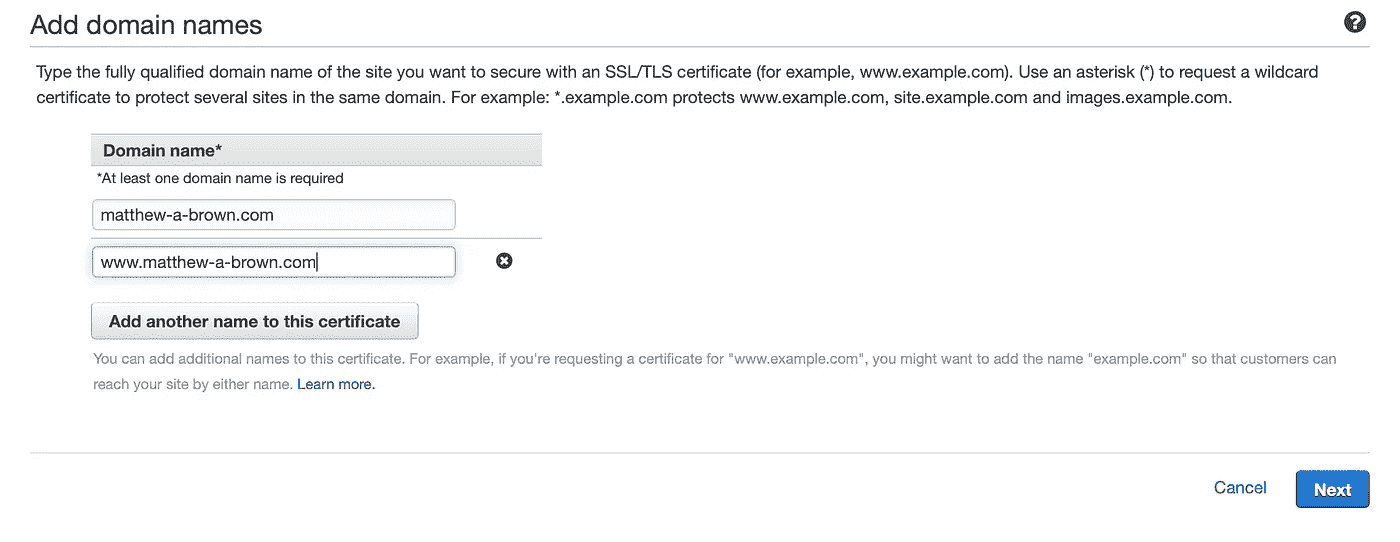 Add domain names
Type the fully qualified domain name of the site you want to secure with an SSL/TLS certificate (for example, www.example.com). Use an asterisk (*) to request a wildcard
certificate to protect several sites in the same domain. For example: *.example.com protects www.example.com, site.example.com and images.example.com.
Domain name*
*At least one domain name is required
matthew-a-brown.com
www.matthew-a-brown.com
Add another name to this certificate
You can add additional names to this certificate. For example, if you're requesting a certificate for "www.example.com", you might want to add the name "example.com" so that customers can
reach your site by either name. Learn more.
Cancel
Next